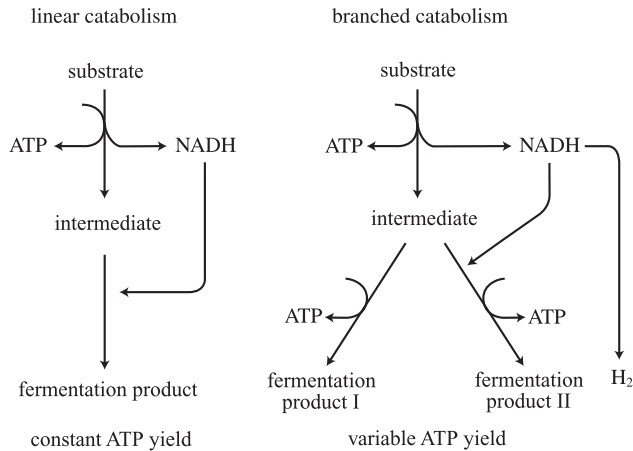 linear catabolism
substrate
ATP
NADH
intermediate
fermentation product
constant ATP yield
branched catabolism
substrate
ATP
NADH
intermediate
ATP
ATP
fermentation
product I
fermentation
product II
H₂
variable ATP yield